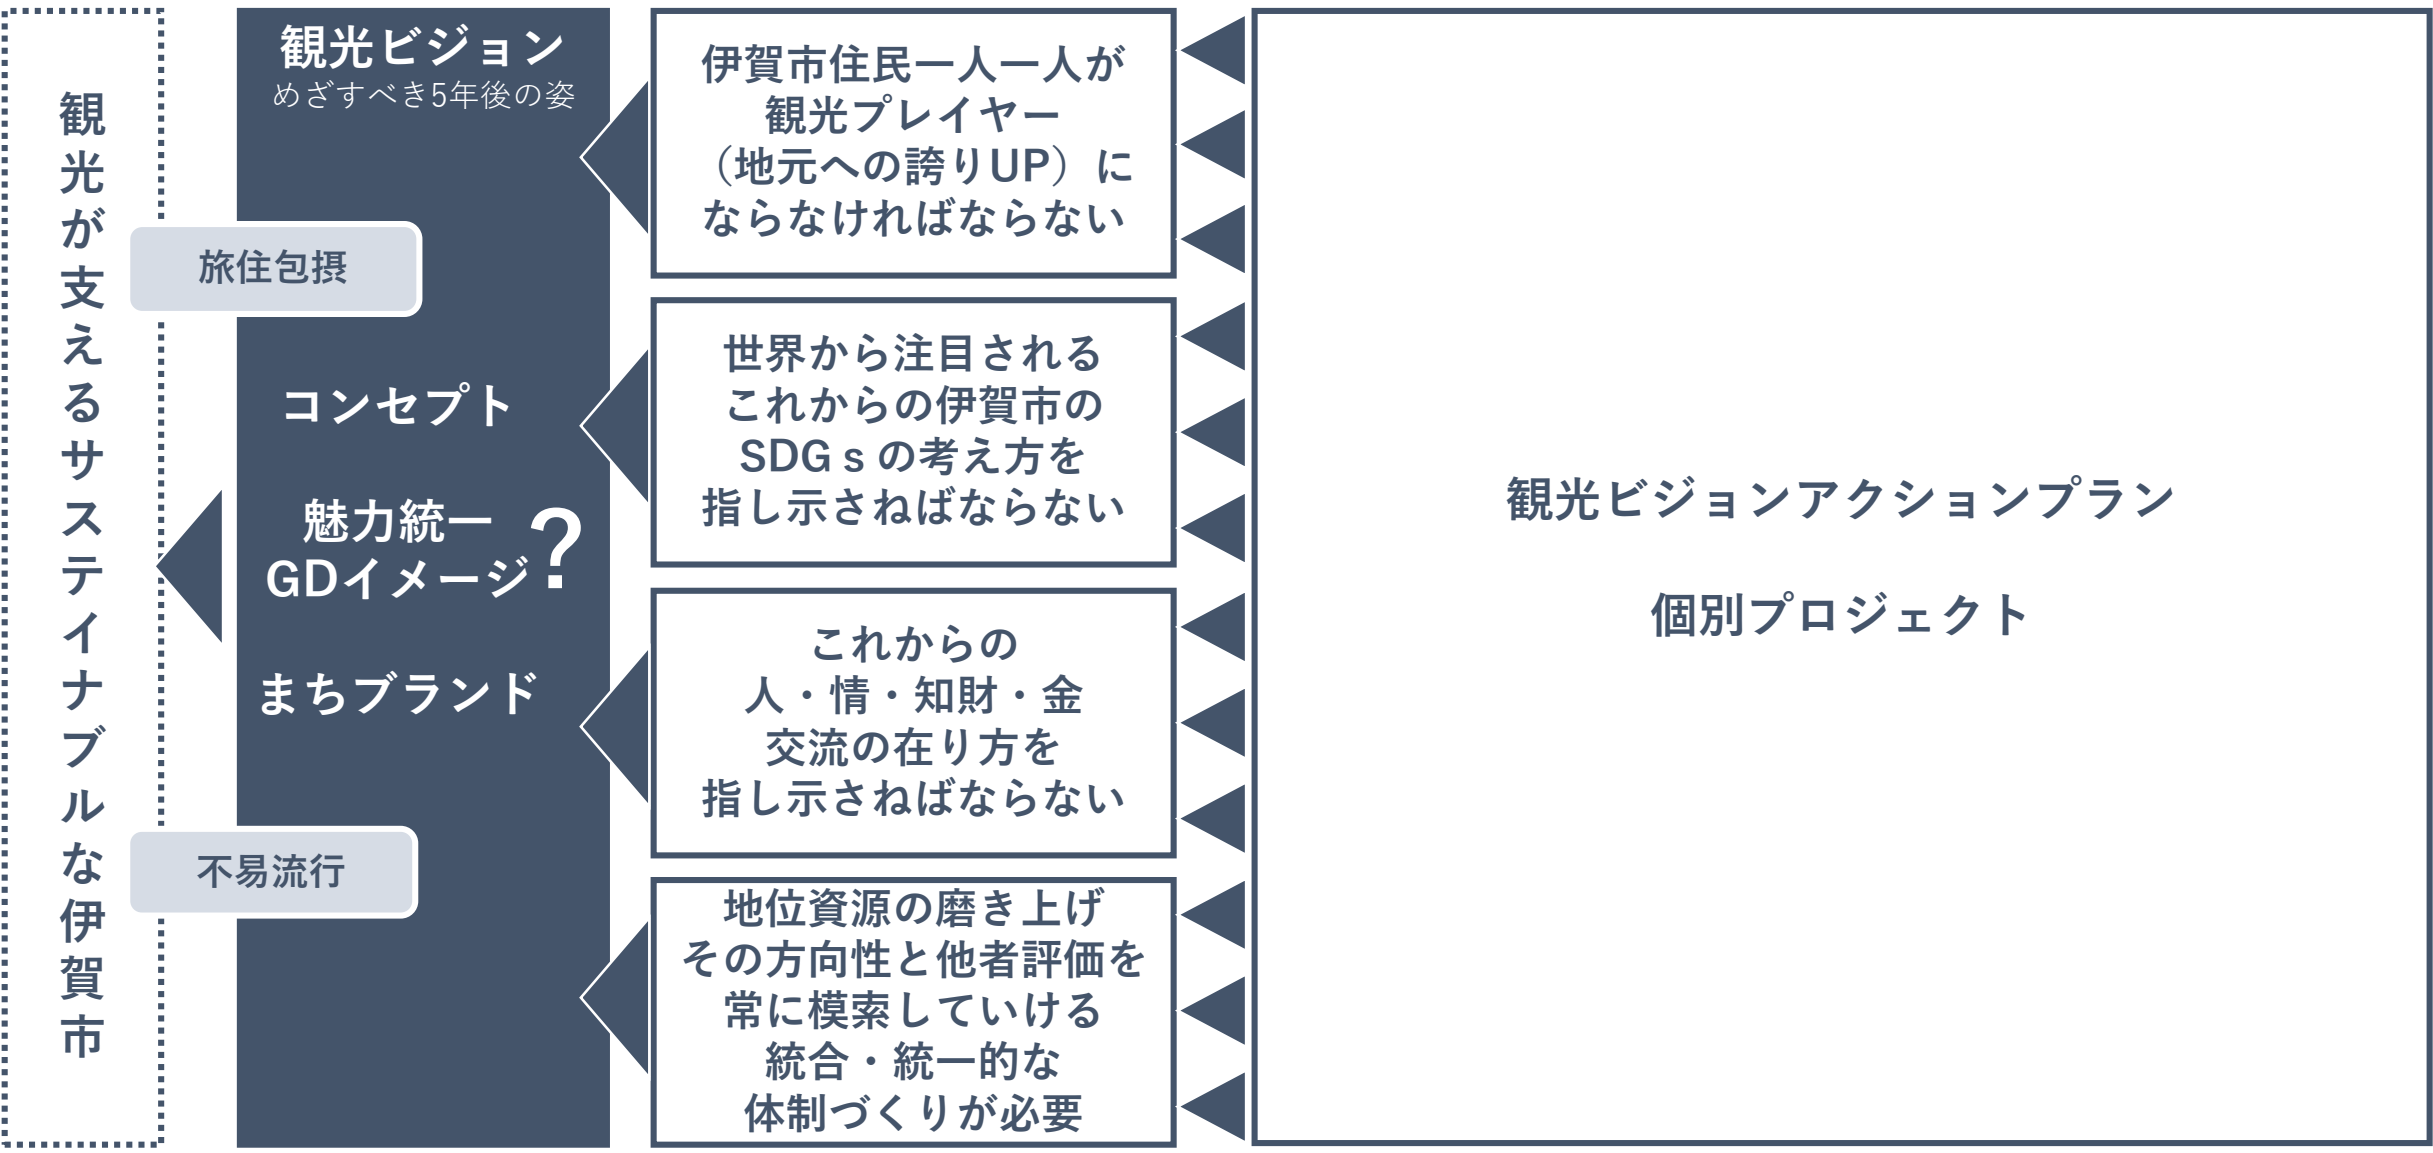 観光が支えるサステイナブルな伊賀市
観光ビジョン
めざすべき5年後の姿
旅住包摂
コンセプト
魅力統一
GDイメージ
?
まちブランド
不易流行
伊賀市住民一人一人が
観光プレイヤー
（地元への誇りUP）に
ならなければならない
世界から注目される
これからの伊賀市の
SDGｓの考え方を
指し示さねばならない
これからの
人・情・知財・金
交流の在り方を
指し示さねばならない
地位資源の磨き上げ
その方向性と他者評価を
常に模索していける
統合・統一的な
体制づくりが必要
観光ビジョンアクションプラン
個別プロジェクト